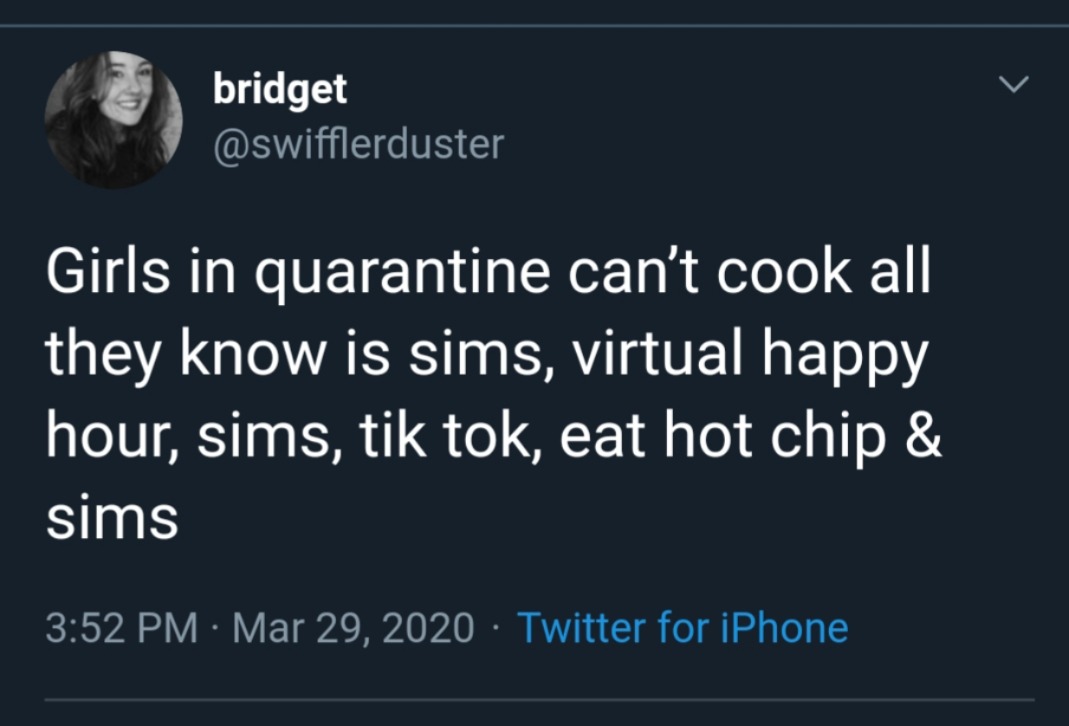 bridget
@swifflerduster
Girls in quarantine can’t cook all
they know is sims, virtual happy
hour, sims, tik tok, eat hot chip &
sims
3:52 PM · Mar 29, 2020 · Twitter for iPhone